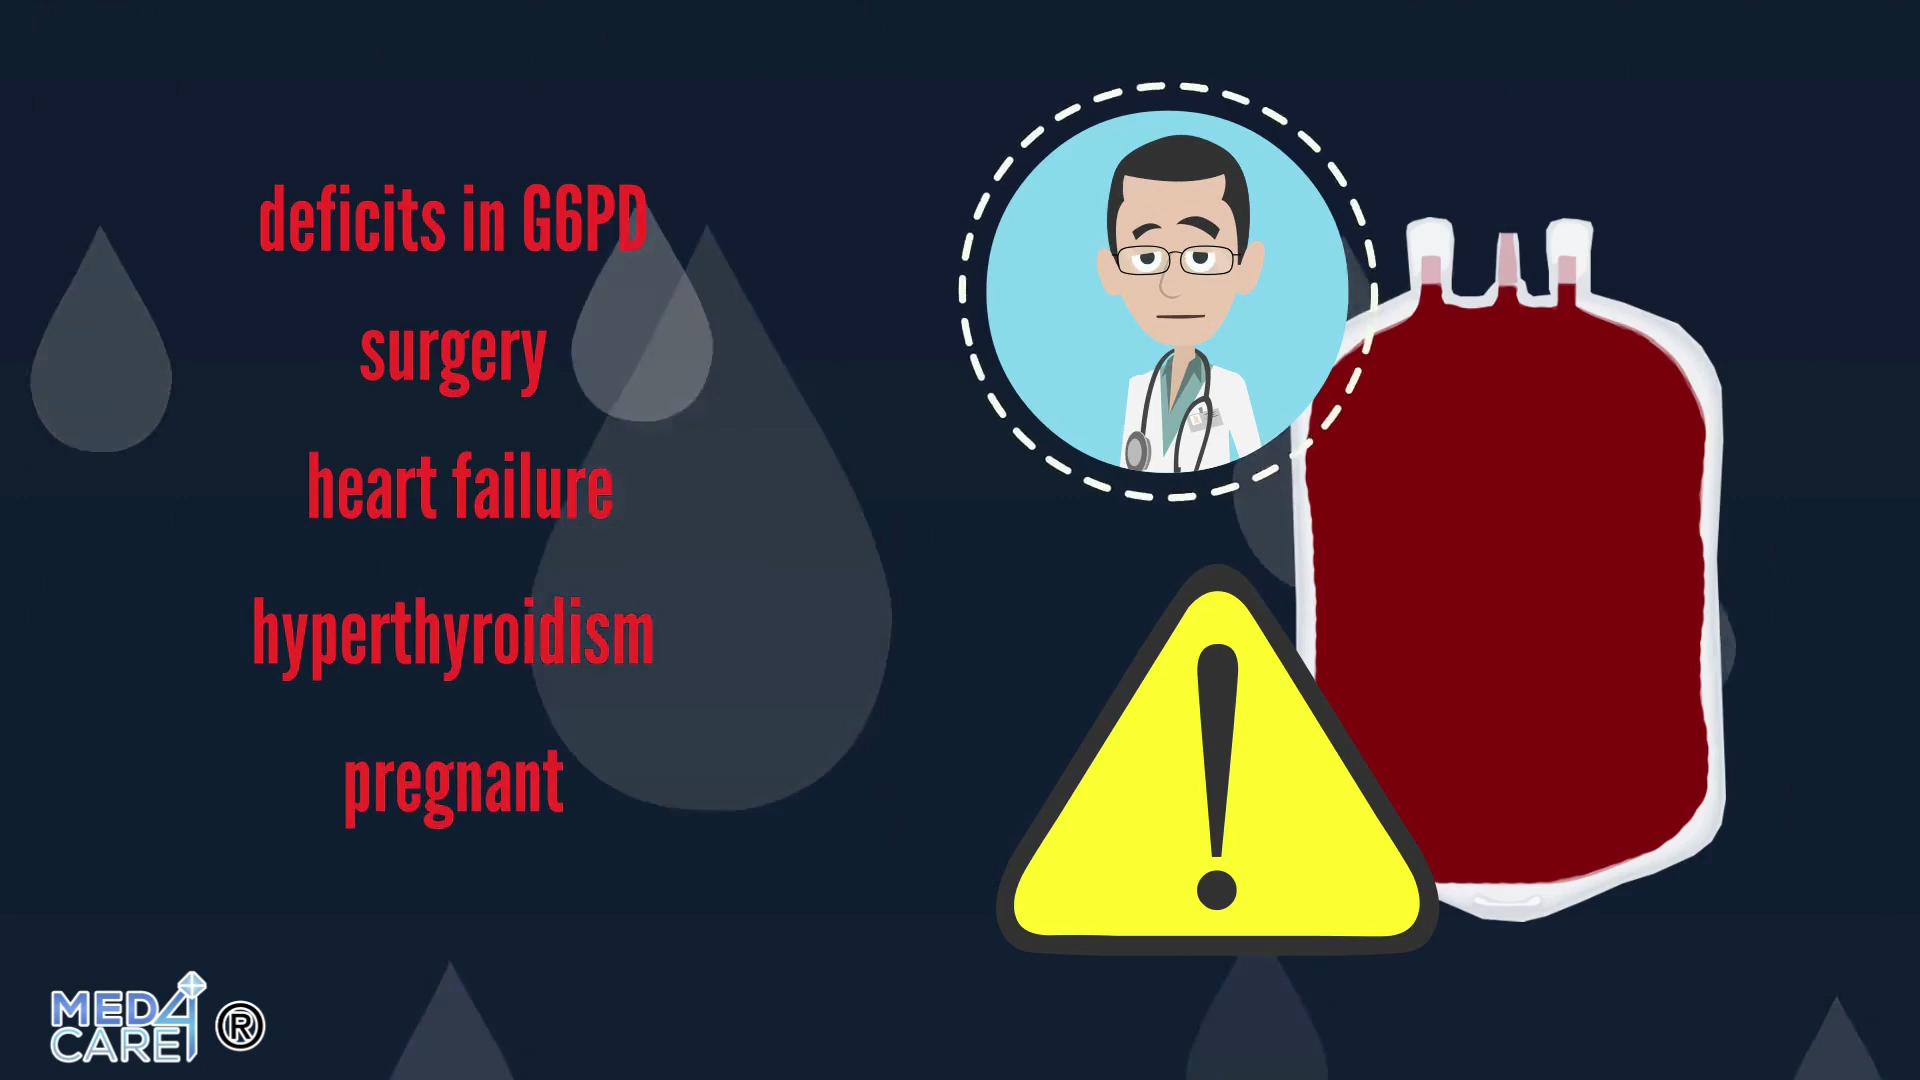 deficits in G6PD
surgery
heart failure
hyperthyroidism
pregnant
MED4
CARE ®